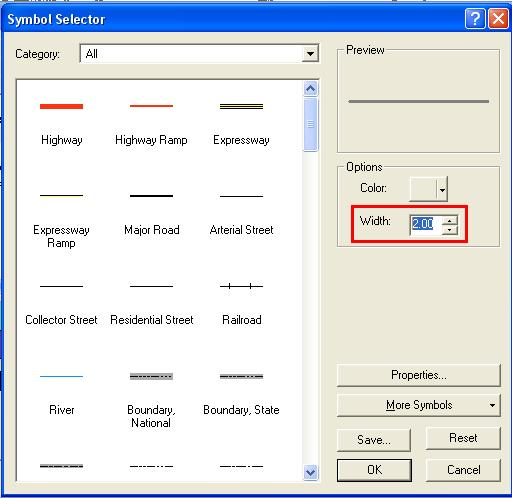 Symbol Selector
Category:
All
Highway
Highway Ramp
Expressway
Expressway
Ramp
Major Road
Arterial Street
Collector Street
Residential Street
Railroad
River
Boundary,
National
Boundary, State
Preview
Options
Color:
Width:
2.00
Properties...
More Symbols
Save...
Reset
OK
Cancel